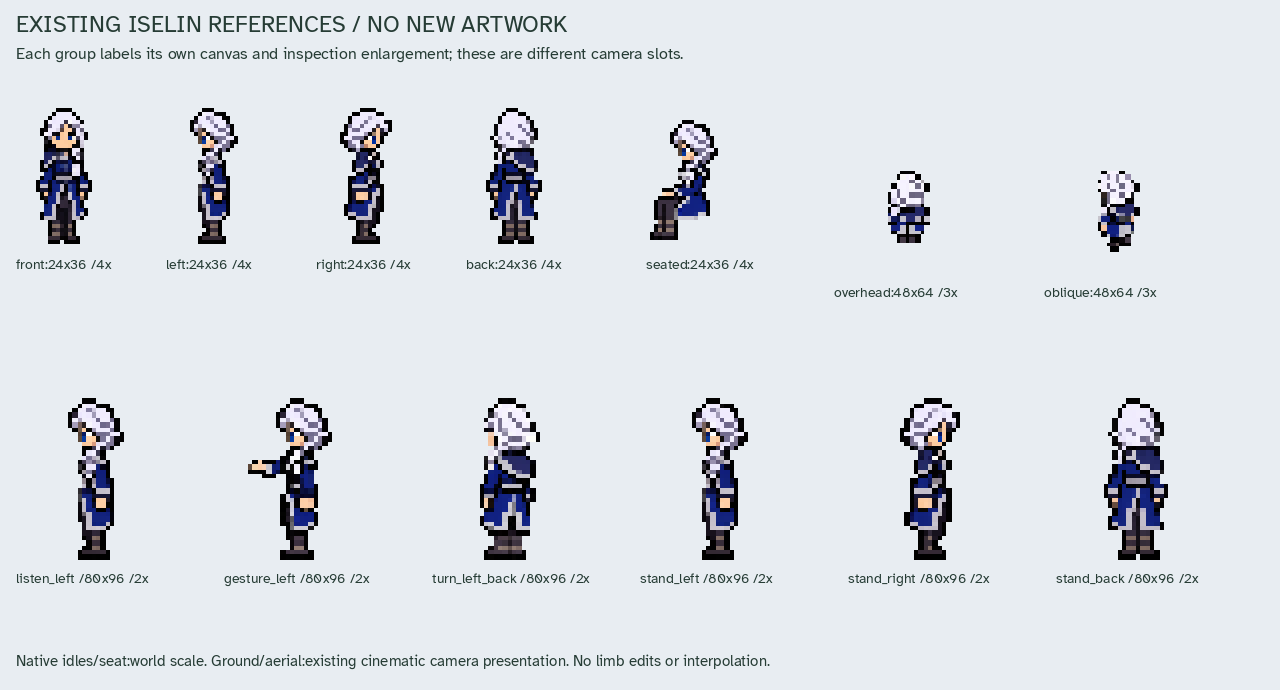 EXISTING ISELIN REFERENCES / NO NEW ARTWORK
Each group labels its own canvas and inspection enlargement; these are different camera slots.
front:24x36 /4x
left:24x36 /4x
right:24x36 /4x
back:24x36 /4x
seated:24x36 /4x
overhead:48x64 /3x
oblique:48x64 /3x
listen_left /80x96 /2x
gesture_left /80x96 /2x
turn_left_back /80x96 /2x
stand_left /80x96 /2x
stand_right /80x96 /2x
stand_back /80x96 /2x
Native idles/seat:world scale. Ground/aerial:existing cinematic camera presentation. No limb edits or interpolation.